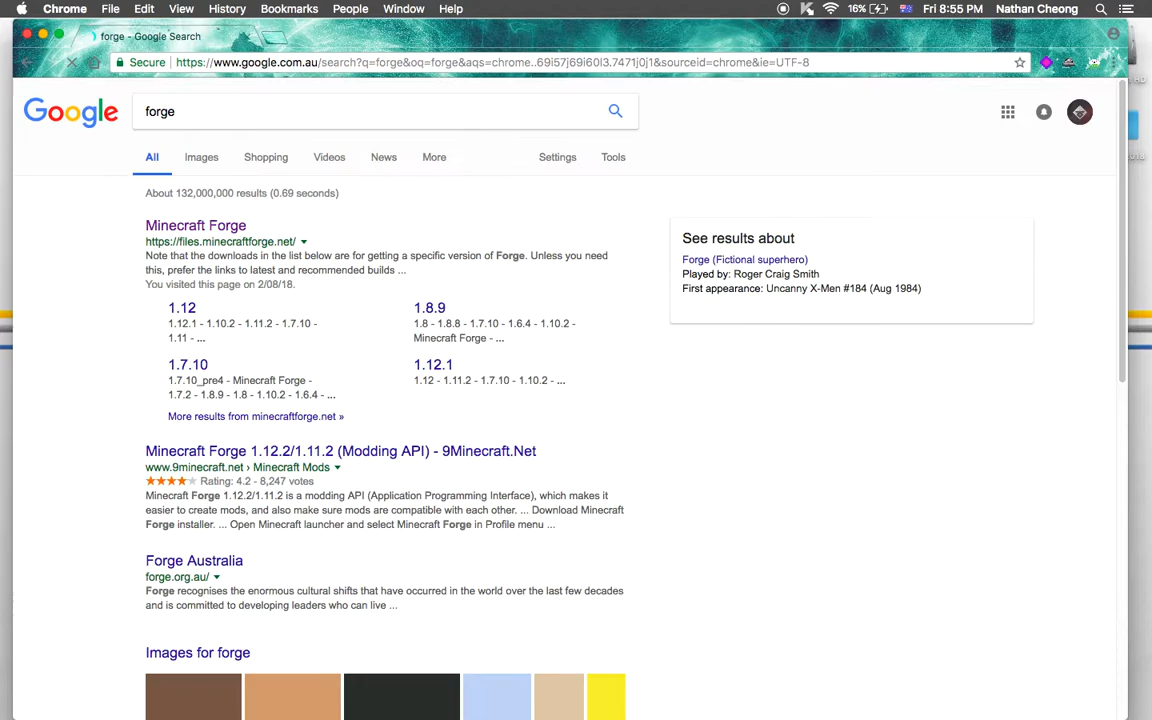 Chrome File Edit View History Bookmarks People Window Help 16% Fri 8:55 PM Nathan Cheong
forge - Google Search
Secure https://www.google.com.au/search?q=forge&oq=forge&aqs=chrome..69i57j69i60l3.7471j0j1&sourceid=chrome&ie=UTF-8
Google forge
All Images Shopping Videos News More Settings Tools
About 132,000,000 results (0.69 seconds)
Minecraft Forge
https://files.minecraftforge.net/
Note that the downloads in the list below are for getting a specific version of Forge. Unless you need
this, prefer the links to latest and recommended builds ...
You visited this page on 2/08/18.
1.12
1.12.1 - 1.10.2 - 1.11.2 - 1.7.10 -
1.11 - ...
1.8.9
1.8 - 1.8.8 - 1.7.10 - 1.6.4 - 1.10.2 -
Minecraft Forge - ...
1.7.10
1.7.10_pre4 - Minecraft Forge -
1.7.2 - 1.8.9 - 1.8 - 1.10.2 - 1.6.4 - ...
1.12.1
1.12 - 1.11.2 - 1.7.10 - 1.10.2 - ...
More results from minecraftforge.net »
Minecraft Forge 1.12.2/1.11.2 (Modding API) - 9Minecraft.Net
www.9minecraft.net › Minecraft Mods
Rating: 4.2 - 8,247 votes
Minecraft Forge 1.12.2/1.11.2 is a modding API (Application Programming Interface), which makes it
easier to create mods, and also make sure mods are compatible with each other. ... Download Minecraft
Forge installer. ... Open Minecraft launcher and select Minecraft Forge in Profile menu ...
Forge Australia
forge.org.au/
Forge recognises the enormous cultural shifts that have occurred in the world over the last few decades
and is committed to developing leaders who can live ...
Images for forge
See results about
Forge (Fictional superhero)
Played by: Roger Craig Smith
First appearance: Uncanny X-Men #184 (Aug 1984)